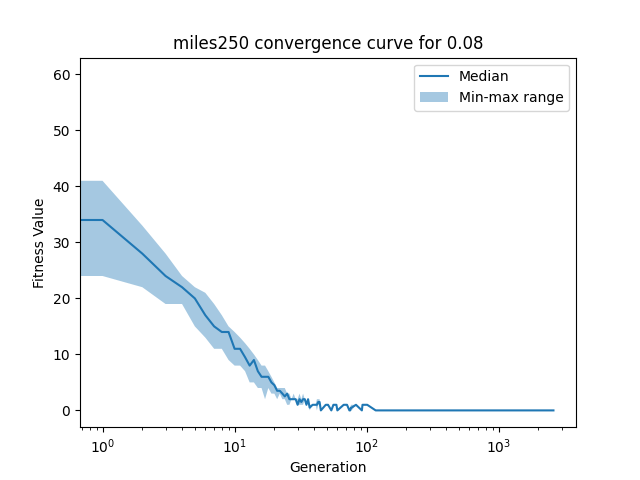 miles250 convergence curve for 0.08
Median
Min-max range
60
50
40
30
20
10
0
Fitness Value
10⁰
10¹
10²
10³
Generation